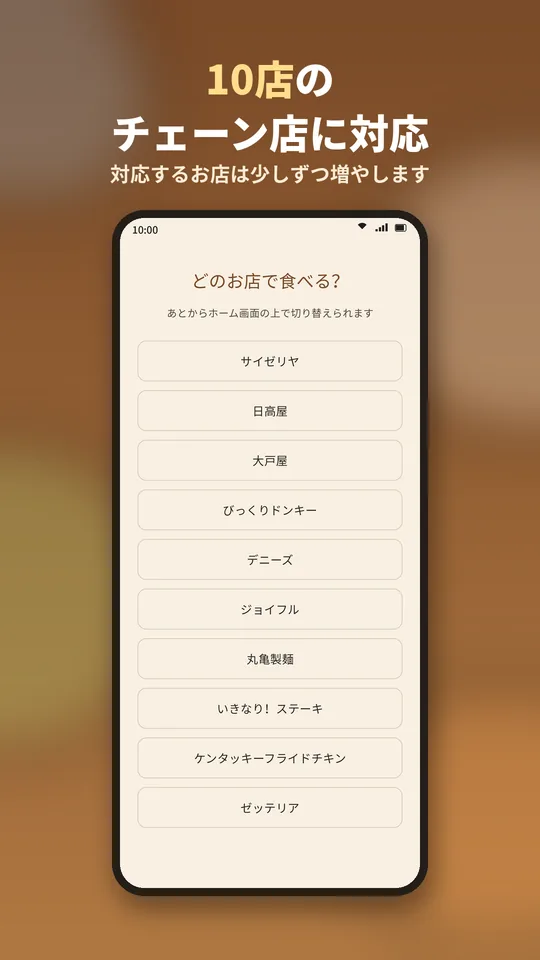 10店の
チェーン店に対応
対応するお店は少しずつ増やします
10:00
どのお店で食べる？
あとからホーム画面の上で切り替えられます
サイゼリヤ
日高屋
大戸屋
びっくりドンキー
デニーズ
ジョイフル
丸亀製麺
いきなり！ステーキ
ケンタッキーフライドチキン
ゼッテリア